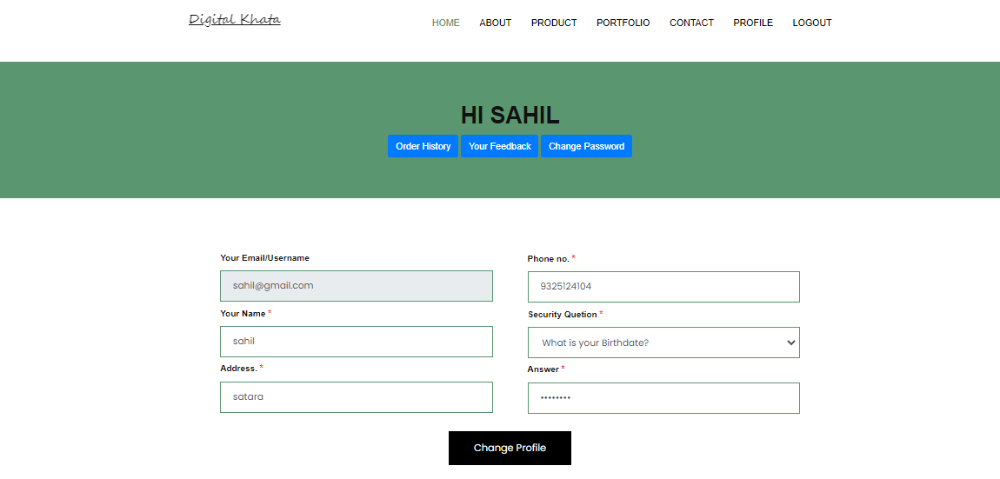 Digital Khata
HOME ABOUT PRODUCT PORTFOLIO CONTACT PROFILE LOGOUT
HI SAHIL
Order History Your Feedback Change Password
Your Email/Username
sahil@gmail.com
Phone no. *
9325124104
Your Name *
sahil
Security Quetion *
What is your Birthdate?
Address. *
satara
Answer *
••••••••
Change Profile